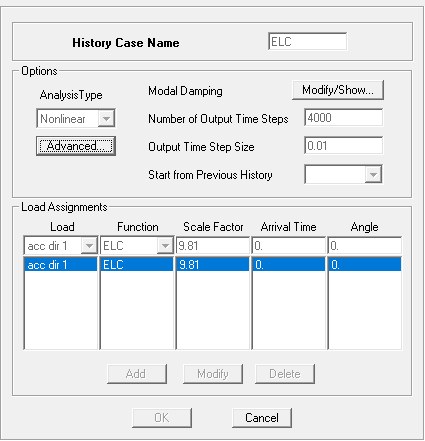 History Case Name ELC
Options
AnalysisType
Nonlinear
Advanced...
Modal Damping Modify/Show...
Number of Output Time Steps 4000
Output Time Step Size 0.01
Start from Previous History
Load Assignments
Load Function Scale Factor Arrival Time Angle
acc dir 1 ELC 9.81 0. 0.
acc dir 1 ELC 9.81 0. 0.
Add Modify Delete
OK Cancel